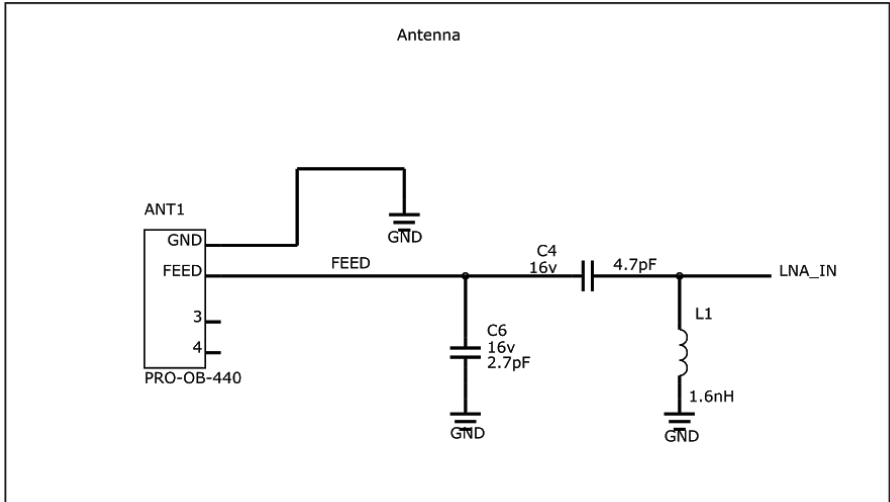 Antenna
ANT1
GND
FEED
3
4
PRO-OB-440
GND
FEED
C4
16v
4.7pF
LNA_IN
C6
16v
2.7pF
GND
L1
1.6nH
GND